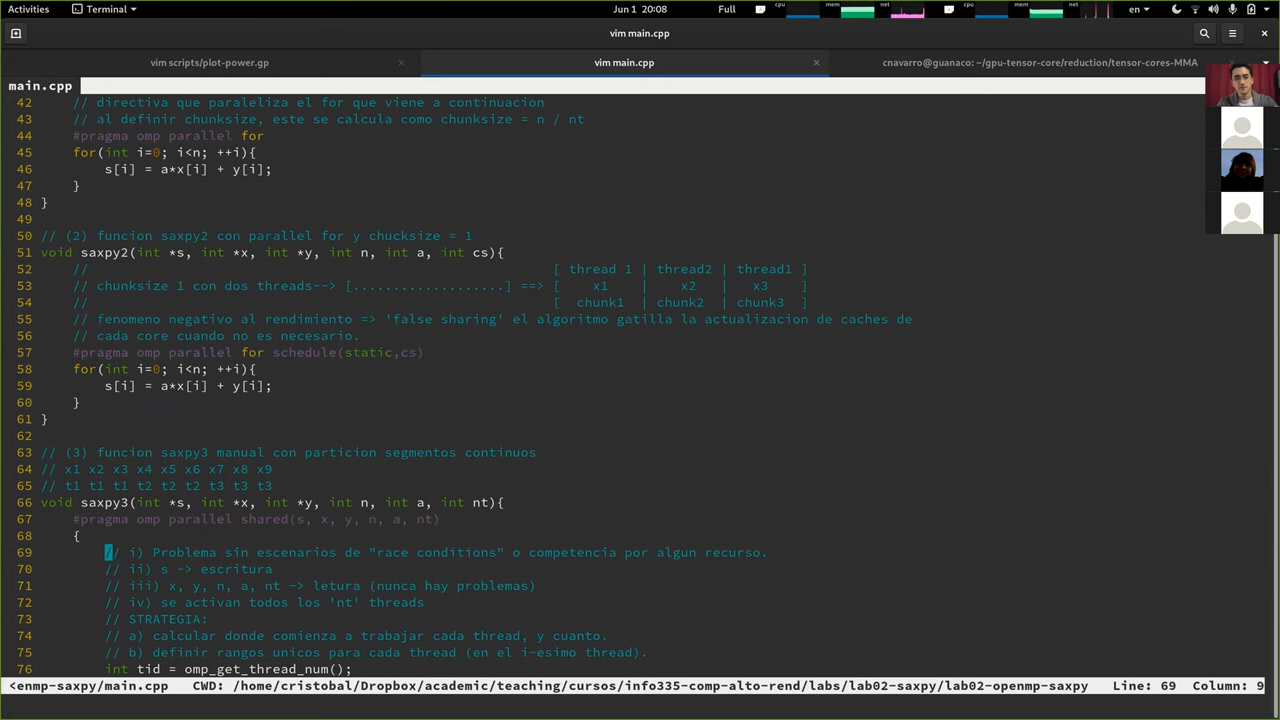 Activities Terminal Jun 1 20:08 Full cpu mem net cpu mem net en
vim main.cpp
vim scripts/plot-power.gp vim main.cpp cnavarro@guanaco: ~/gpu-tensor-core/reduction/tensor-cores-MMA
main.cpp
42 // directiva que paraleliza el for que viene a continuacion
43 // al definir chunksize, este se calcula como chunksize = n / nt
44 #pragma omp parallel for
45 for(int i=0; i<n; ++i){
46 s[i] = a*x[i] + y[i];
47 }
48 }
49
50 // (2) funcion saxpy2 con parallel for y chucksize = 1
51 void saxpy2(int *s, int *x, int *y, int n, int a, int cs){
52 // [ thread 1 | thread2 | thread1 ]
53 // chunksize 1 con dos threads--> [...................] ==> [ x1 | x2 | x3 ]
54 // [ chunk1 | chunk2 | chunk3 ]
55 // fenomeno negativo al rendimiento => 'false sharing' el algoritmo gatilla la actualizacion de caches de
56 // cada core cuando no es necesario.
57 #pragma omp parallel for schedule(static,cs)
58 for(int i=0; i<n; ++i){
59 s[i] = a*x[i] + y[i];
60 }
61 }
62
63 // (3) funcion saxpy3 manual con particion segmentos continuos
64 // x1 x2 x3 x4 x5 x6 x7 x8 x9
65 // t1 t1 t1 t2 t2 t2 t3 t3 t3
66 void saxpy3(int *s, int *x, int *y, int n, int a, int nt){
67 #pragma omp parallel shared(s, x, y, n, a, nt)
68 {
69 // i) Problema sin escenarios de "race conditions" o competencia por algun recurso.
70 // ii) s -> escritura
71 // iii) x, y, n, a, nt -> letura (nunca hay problemas)
72 // iv) se activan todos los 'nt' threads
73 // STRATEGIA:
74 // a) calcular donde comienza a trabajar cada thread, y cuanto.
75 // b) definir rangos unicos para cada thread (en el i-esimo thread).
76 int tid = omp_get_thread_num();
<enmp-saxpy/main.cpp CWD: /home/cristobal/Dropbox/academic/teaching/cursos/info335-comp-alto-rend/labs/lab02-saxpy/lab02-openmp-saxpy Line: 69 Column: 9